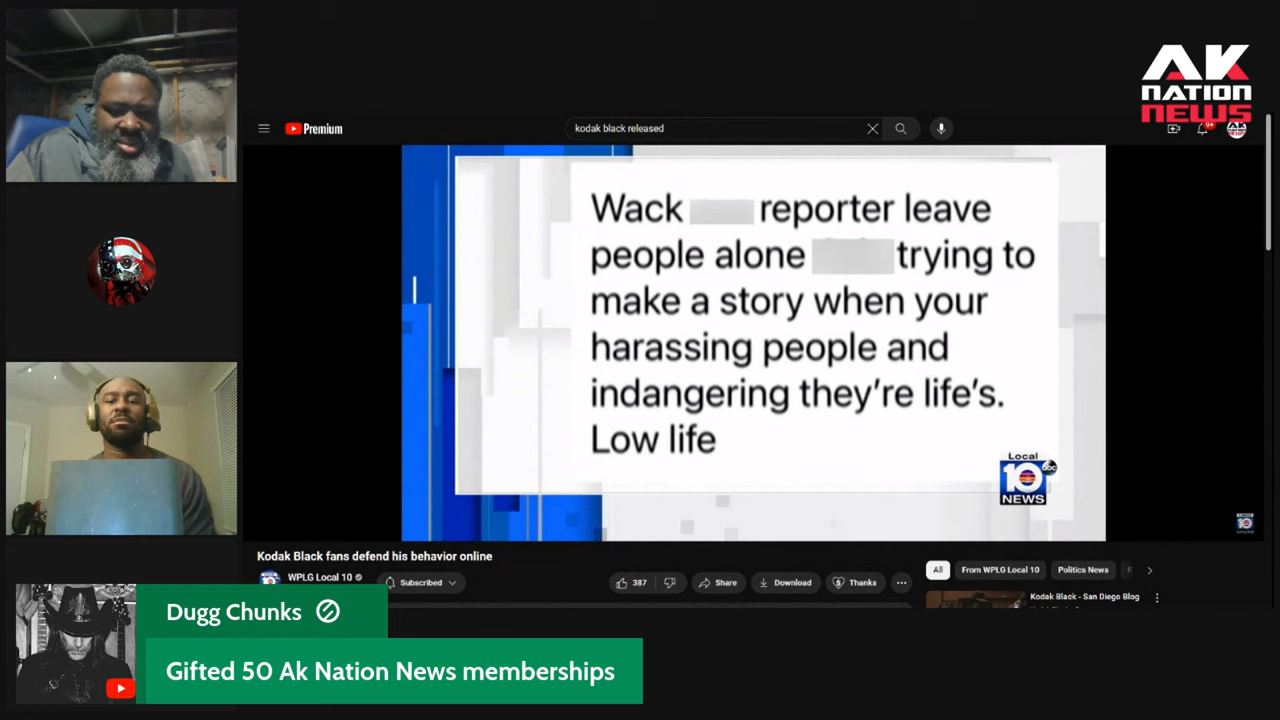 AK
NATION
NEWS
Premium
kodak black released
9+
Wack reporter leave
people alone trying to
make a story when your
harassing people and
indangering they're life's.
Low life
Local
10 abc
NEWS
Kodak Black fans defend his behavior online
WPLG Local 10
Subscribed
387
Share
Download
Thanks
All
From WPLG Local 10
Politics News
Kodak Black - San Diego Blog
Dugg Chunks
Gifted 50 Ak Nation News memberships